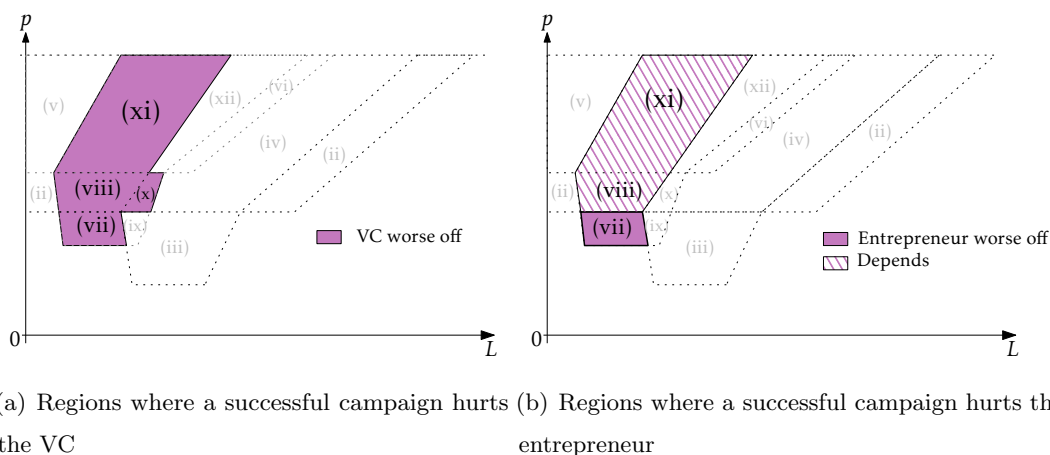 p
(v)
(xi)
(xii)
(vi)
(iv)
(ii)
(ii)
(viii)
(x)
(vii)
(ix)
(iii)
VC worse off
0
L
p
(v)
(xi)
(xii)
(vi)
(iv)
(ii)
(ii)
(viii)
(x)
(vii)
(ix)
(iii)
Entrepreneur worse off
Depends
0
L
(a) Regions where a successful campaign hurts
the VC
(b) Regions where a successful campaign hurts th
entrepreneur